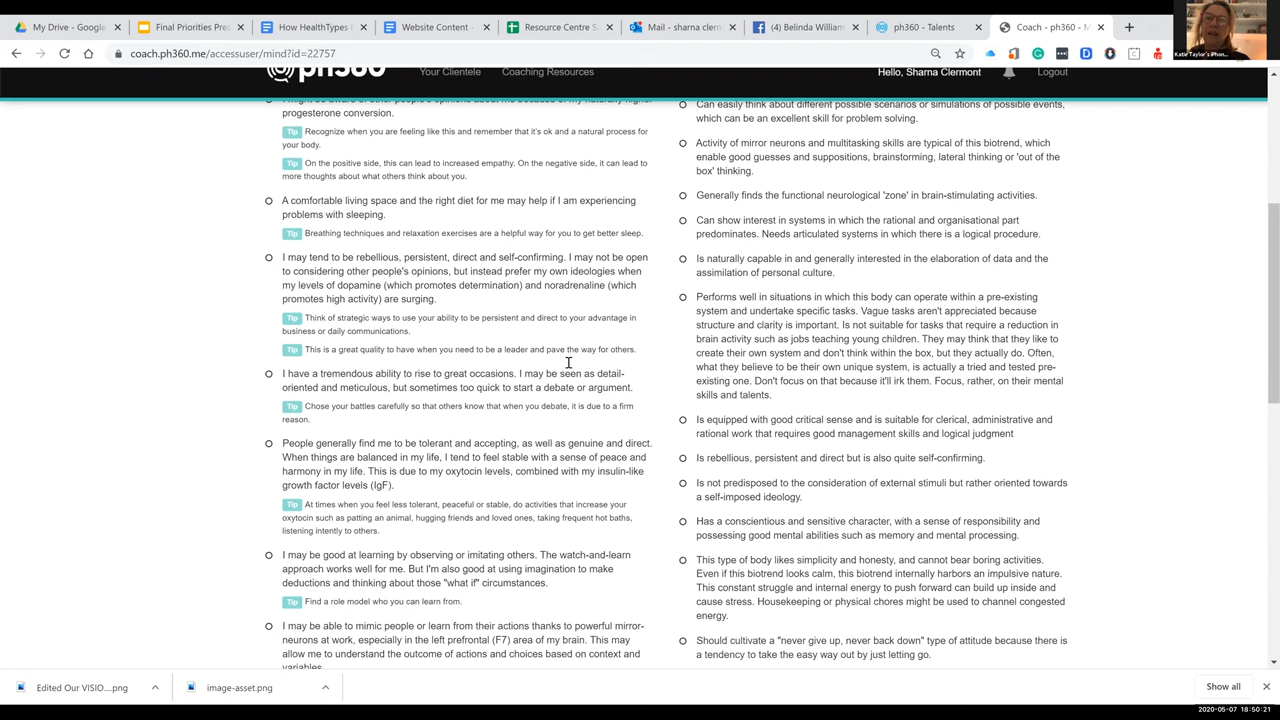 My Drive - Google
Final Priorities Prez
How HealthTypes
Website Content -
Resource Centre S
Mail - sharna clerm
(4) Belinda William
ph360 - Talents
Coach - ph360 - M
coach.ph360.me/accessuser/mind?id=22757
Katie Taylor's iPhon...
ph360
Your Clientele
Coaching Resources
Hello, Sharna Clermont
Logout
I might be aware of other people's opinions about me because of my naturally higher
progesterone conversion.
Tip Recognize when you are feeling like this and remember that it's ok and a natural process for
your body.
Tip On the positive side, this can lead to increased empathy. On the negative side, it can lead to
more thoughts about what others think about you.
A comfortable living space and the right diet for me may help if I am experiencing
problems with sleeping.
Tip Breathing techniques and relaxation exercises are a helpful way for you to get better sleep.
I may tend to be rebellious, persistent, direct and self-confirming. I may not be open
to considering other people's opinions, but instead prefer my own ideologies when
my levels of dopamine (which promotes determination) and noradrenaline (which
promotes high activity) are surging.
Tip Think of strategic ways to use your ability to be persistent and direct to your advantage in
business or daily communications.
Tip This is a great quality to have when you need to be a leader and pave the way for others.
I have a tremendous ability to rise to great occasions. I may be seen as detail-
oriented and meticulous, but sometimes too quick to start a debate or argument.
Tip Chose your battles carefully so that others know that when you debate, it is due to a firm
reason.
People generally find me to be tolerant and accepting, as well as genuine and direct.
When things are balanced in my life, I tend to feel stable with a sense of peace and
harmony in my life. This is due to my oxytocin levels, combined with my insulin-like
growth factor levels (IgF).
Tip At times when you feel less tolerant, peaceful or stable, do activities that increase your
oxytocin such as patting an animal, hugging friends and loved ones, taking frequent hot baths,
listening intently to others.
I may be good at learning by observing or imitating others. The watch-and-learn
approach works well for me. But I'm also good at using imagination to make
deductions and thinking about those "what if" circumstances.
Tip Find a role model who you can learn from.
I may be able to mimic people or learn from their actions thanks to powerful mirror-
neurons at work, especially in the left prefrontal (F7) area of my brain. This may
allow me to understand the outcome of actions and choices based on context and
variables.
Can easily think about different possible scenarios or simulations of possible events,
which can be an excellent skill for problem solving.
Activity of mirror neurons and multitasking skills are typical of this biotrend, which
enable good guesses and suppositions, brainstorming, lateral thinking or 'out of the
box' thinking.
Generally finds the functional neurological 'zone' in brain-stimulating activities.
Can show interest in systems in which the rational and organisational part
predominates. Needs articulated systems in which there is a logical procedure.
Is naturally capable in and generally interested in the elaboration of data and the
assimilation of personal culture.
Performs well in situations in which this body can operate within a pre-existing
system and undertake specific tasks. Vague tasks aren't appreciated because
structure and clarity is important. Is not suitable for tasks that require a reduction in
brain activity such as jobs teaching young children. They may think that they like to
create their own system and don't think within the box, but they actually do. Often,
what they believe to be their own unique system, is actually a tried and tested pre-
existing one. Don't focus on that because it'll irk them. Focus, rather, on their mental
skills and talents.
Is equipped with good critical sense and is suitable for clerical, administrative and
rational work that requires good management skills and logical judgment
Is rebellious, persistent and direct but is also quite self-confirming.
Is not predisposed to the consideration of external stimuli but rather oriented towards
a self-imposed ideology.
Has a conscientious and sensitive character, with a sense of responsibility and
possessing good mental abilities such as memory and mental processing.
This type of body likes simplicity and honesty, and cannot bear boring activities.
Even if this biotrend looks calm, this biotrend internally harbors an impulsive nature.
This constant struggle and internal energy to push forward can build up inside and
cause stress. Housekeeping or physical chores might be used to channel congested
energy.
Should cultivate a "never give up, never back down" type of attitude because there is
a tendency to take the easy way out by just letting go.
Edited Our VISIO....png
image-asset.png
Show all
2020-05-07 18:50:21